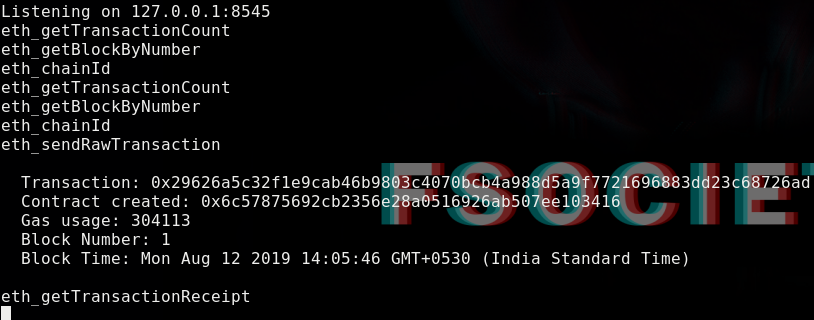 Listening on 127.0.0.1:8545
eth_getTransactionCount
eth_getBlockByNumber
eth_chainId
eth_getTransactionCount
eth_getBlockByNumber
eth_chainId
eth_sendRawTransaction
Transaction: 0x29626a5c32f1e9cab46b9803c4070bcb4a988d5a9f7721696883dd23c68726ad
Contract created: 0x6c57875692cb2356e28a0516926ab507ee103416
Gas usage: 304113
Block Number: 1
Block Time: Mon Aug 12 2019 14:05:46 GMT+0530 (India Standard Time)
eth_getTransactionReceipt
FSOCIET